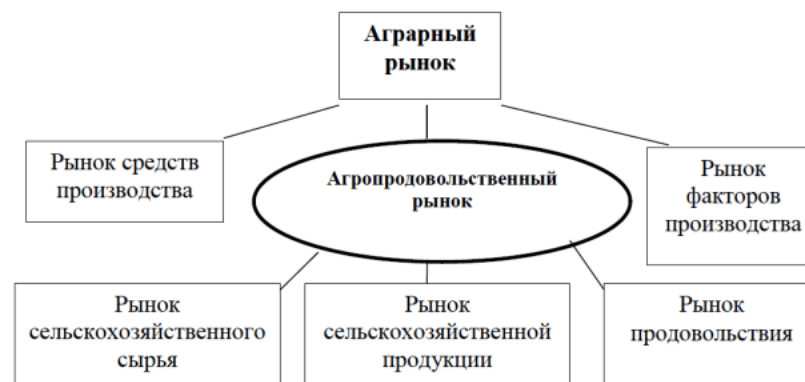 Аграрный
рынок
Рынок средств
производства
Агропродовольственный
рынок
Рынок
факторов
производства
Рынок
сельскохозяйственного
сырья
Рынок
сельскохозяйственной
продукции
Рынок
продовольствия